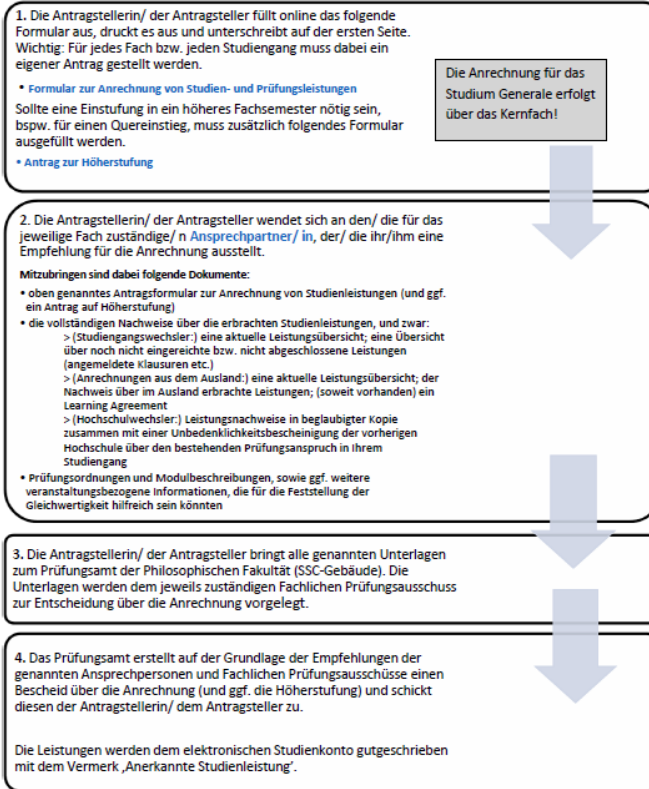 1. Die Antragstellerin/ der Antragsteller füllt online das folgende
Formular aus, druckt es aus und unterschreibt auf der ersten Seite.
Wichtig: Für jedes Fach bzw. jeden Studiengang muss dabei ein
eigener Antrag gestellt werden.
• Formular zur Anrechnung von Studien- und Prüfungsleistungen
Sollte eine Einstufung in ein höheres Fachsemester nötig sein,
bspw. für einen Quereinstieg, muss zusätzlich folgendes Formular
ausgefüllt werden.
• Antrag zur Höherstufung
Die Anrechnung für das
Studium Generale erfolgt
über das Kernfach!
2. Die Antragstellerin/ der Antragsteller wendet sich an den/ die für das
jeweilige Fach zuständige/ n Ansprechpartner/ in, der/ die ihr/ihm eine
Empfehlung für die Anrechnung ausstellt.
Mitzubringen sind dabei folgende Dokumente:
• oben genanntes Antragsformular zur Anrechnung von Studienleistungen (und ggf.
ein Antrag auf Höherstufung)
• die vollständigen Nachweise über die erbrachten Studienleistungen, und zwar:
> (Studiengangswechsler:) eine aktuelle Leistungsübersicht; eine Übersicht
über noch nicht eingereichte bzw. nicht abgeschlossene Leistungen
(angemeldete Klausuren etc.)
> (Anrechnungen aus dem Ausland:) eine aktuelle Leistungsübersicht; der
Nachweis über im Ausland erbrachte Leistungen; (soweit vorhanden) ein
Learning Agreement
> (Hochschulwechsler:) Leistungsnachweise in beglaubigter Kopie
zusammen mit einer Unbedenklichkeitsbescheinigung der vorherigen
Hochschule über den bestehenden Prüfungsanspruch in Ihrem
Studiengang
• Prüfungsordnungen und Modulbeschreibungen, sowie ggf. weitere
veranstaltungsbezogene Informationen, die für die Feststellung der
Gleichwertigkeit hilfreich sein könnten
3. Die Antragstellerin/ der Antragsteller bringt alle genannten Unterlagen
zum Prüfungsamt der Philosophischen Fakultät (SSC-Gebäude). Die
Unterlagen werden dem jeweils zuständigen Fachlichen Prüfungsausschuss
zur Entscheidung über die Anrechnung vorgelegt.
4. Das Prüfungsamt erstellt auf der Grundlage der Empfehlungen der
genannten Ansprechpersonen und Fachlichen Prüfungsausschüsse einen
Bescheid über die Anrechnung (und ggf. die Höherstufung) und schickt
diesen der Antragstellerin/ dem Antragsteller zu.
Die Leistungen werden dem elektronischen Studienkonto gutgeschrieben
mit dem Vermerk ‚Anerkannte Studienleistung‘.